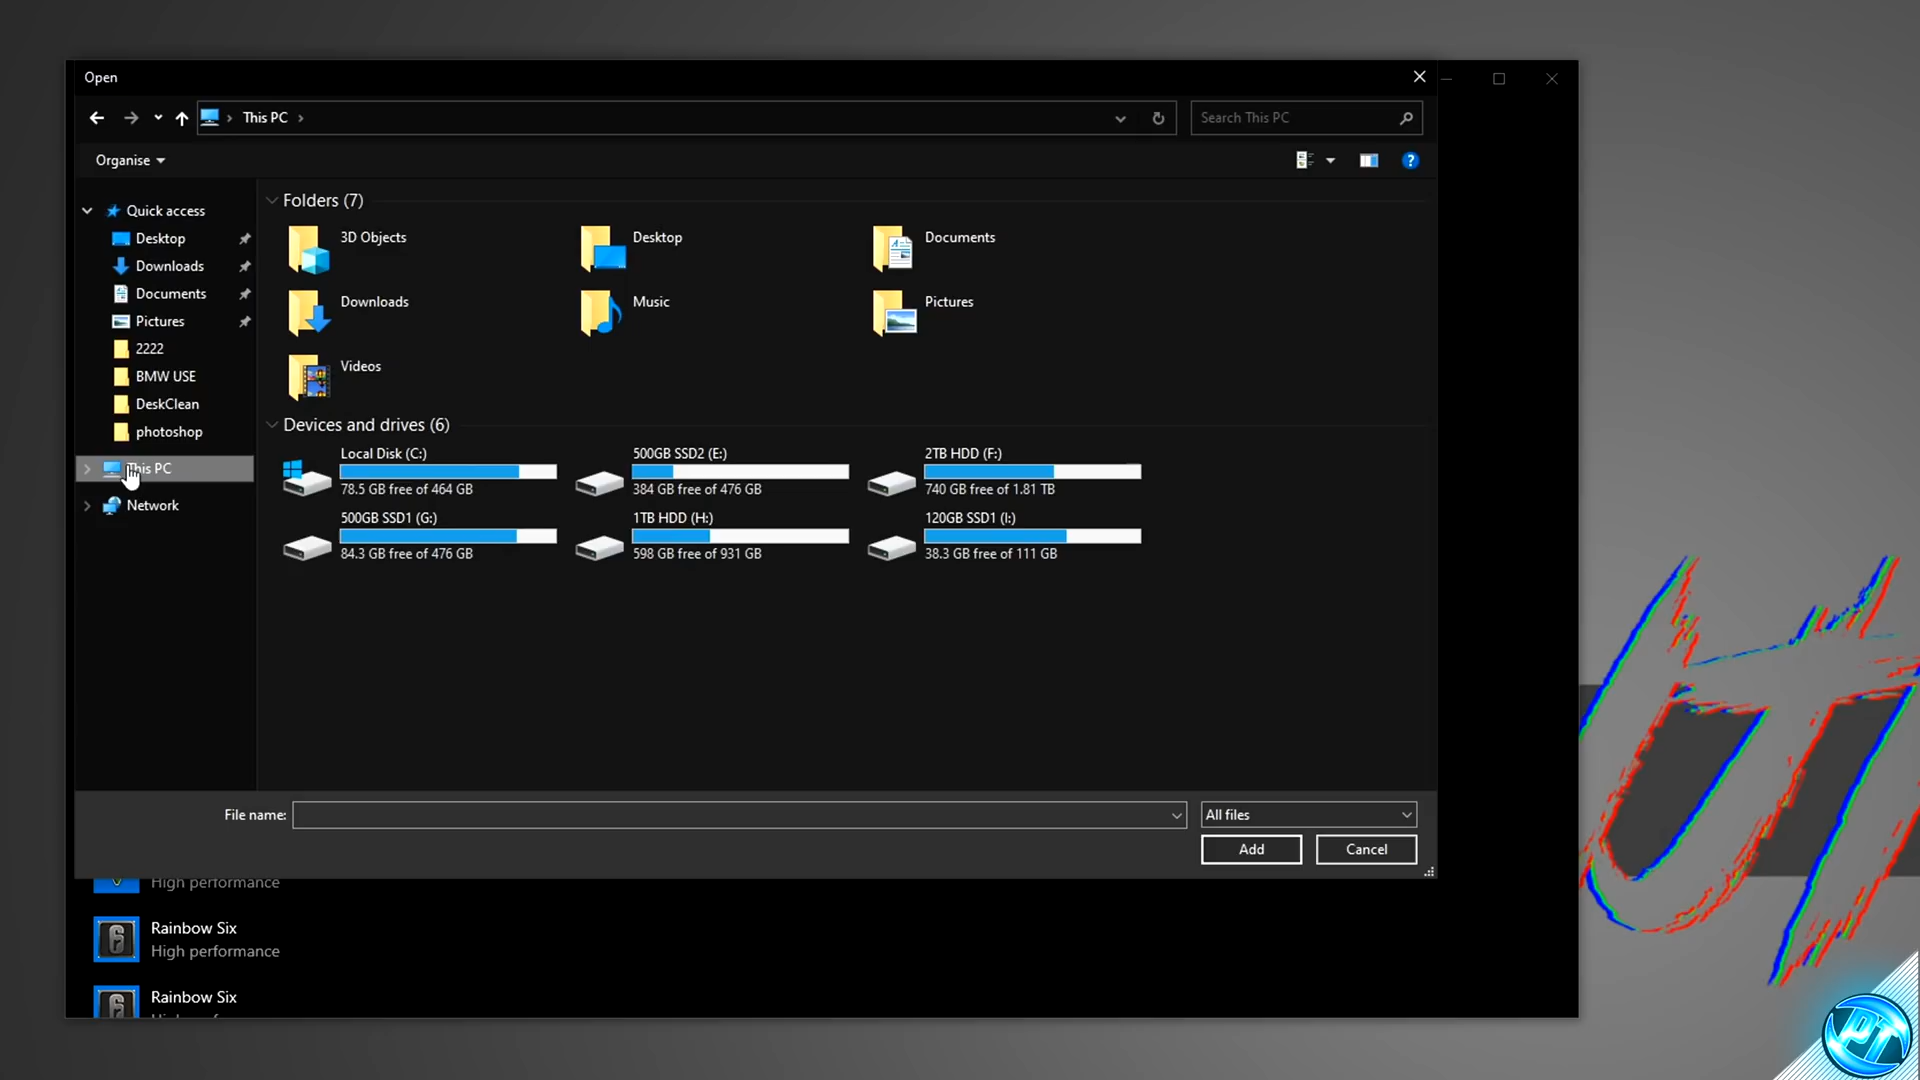 Open
This PC
Search This PC
Organise
Quick access
Desktop
Downloads
Documents
Pictures
2222
BMW USE
DeskClean
photoshop
This PC
Network
Folders (7)
3D Objects
Desktop
Documents
Downloads
Music
Pictures
Videos
Devices and drives (6)
Local Disk (C:)
78.5 GB free of 464 GB
500GB SSD2 (E:)
384 GB free of 476 GB
2TB HDD (F:)
740 GB free of 1.81 TB
500GB SSD1 (G:)
84.3 GB free of 476 GB
1TB HDD (H:)
598 GB free of 931 GB
120GB SSD1 (I:)
38.3 GB free of 111 GB
File name:
All files
Add
Cancel
High performance
Rainbow Six
High performance
Rainbow Six
PT